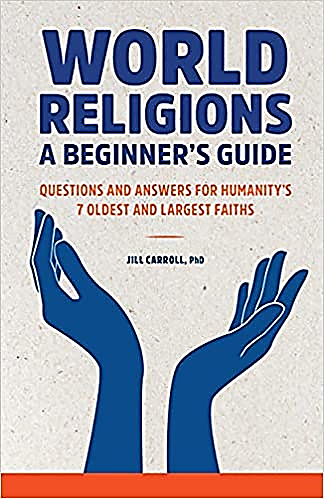 WORLD
RELIGIONS
A BEGINNER'S GUIDE
QUESTIONS AND ANSWERS FOR HUMANITY'S
7 OLDEST AND LARGEST FAITHS
JILL CARROLL, PhD